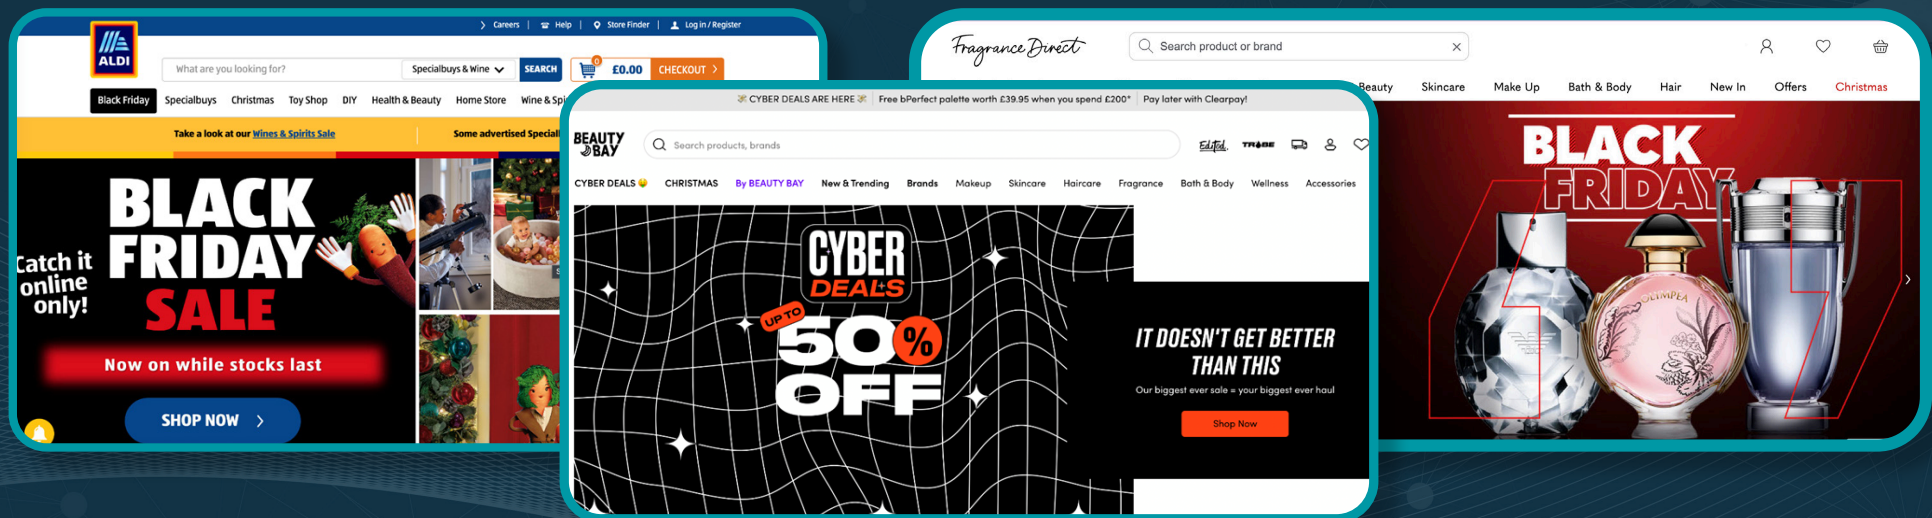 Careers | Help | Store Finder | Log in / Register
ALDI
What are you looking for?
Specialbuys & Wine
SEARCH
0
£0.00
CHECKOUT
Black Friday
Specialbuys
Christmas
Toy Shop
DIY
Health & Beauty
Home Store
Wine & Spi
Take a look at our Wines & Spirits Sale
Some advertised Speciall
BLACK
FRIDAY
SALE
Catch it
online
only!
Now on while stocks last
SHOP NOW
CYBER DEALS ARE HERE
Free bPerfect palette worth £39.95 when you spend £200*
Pay later with Clearpay!
BEAUTY
BAY
Search products, brands
Edited.
TRIBE
CYBER DEALS
CHRISTMAS
By BEAUTY BAY
New & Trending
Brands
Makeup
Skincare
Haircare
Fragrance
Bath & Body
Wellness
Accessories
CYBER
DEALS
UP TO
50%
OFF
IT DOESN'T GET BETTER
THAN THIS
Our biggest ever sale = your biggest ever haul
Shop Now
Fragrance Direct
Search product or brand
Beauty
Skincare
Make Up
Bath & Body
Hair
New In
Offers
Christmas
BLACK
FRIDAY
OLYMPEA